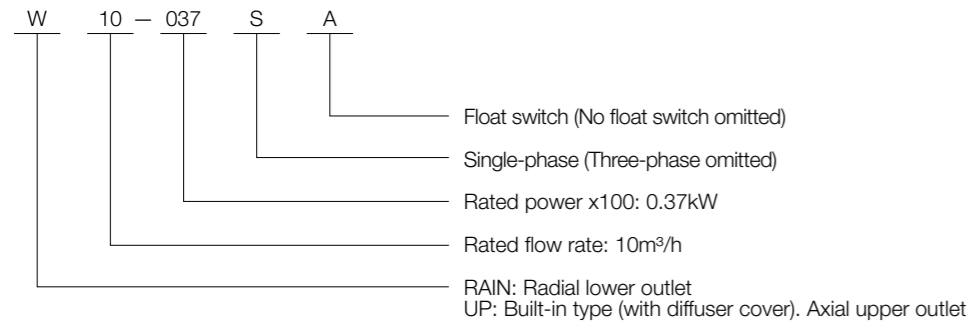 W 10 — 037 S A
Float switch (No float switch omitted)
Single-phase (Three-phase omitted)
Rated power x100: 0.37kW
Rated flow rate: 10m³/h
RAIN: Radial lower outlet
UP: Built-in type (with diffuser cover). Axial upper outlet